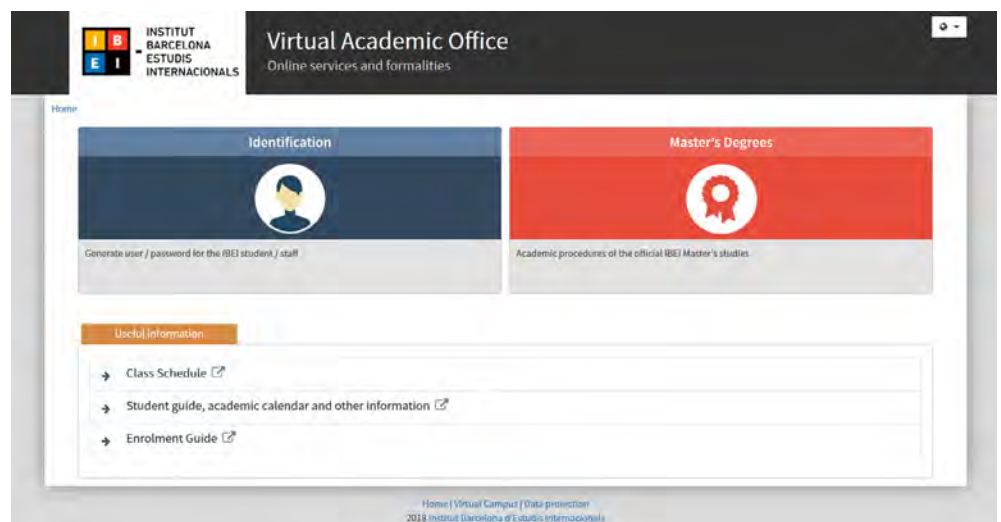 I B
E I
INSTITUT
BARCELONA
ESTUDIS
INTERNACIONALS
Virtual Academic Office
Online services and formalities
Home
Identification
Master's Degrees
Generate user / password for the IBEI student / staff
Academic procedures of the official IBEI Master's studies
Useful information
Class Schedule
Student guide, academic calendar and other information
Enrolment Guide
Home | Virtual Campus | Data protection
2018 Institut Barcelona d'Estudis Internacionals